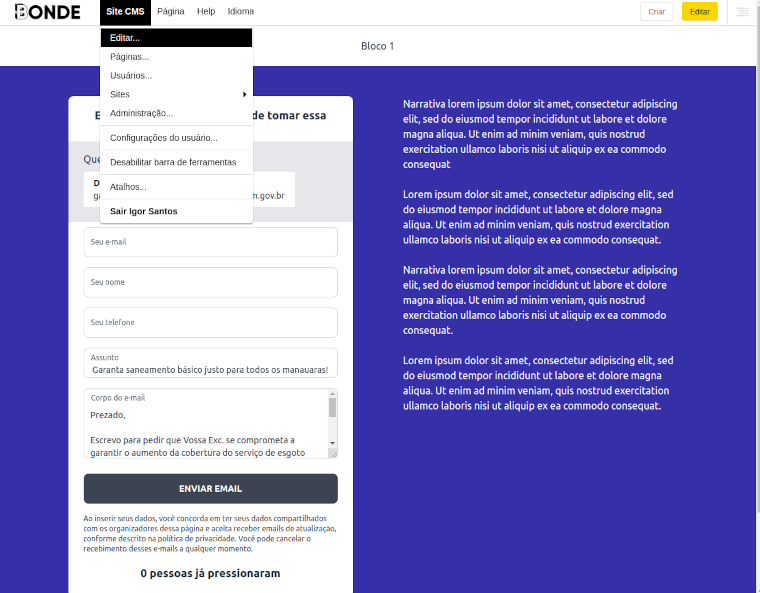 BONDE
Site CMS Página Help Idioma
Criar Editar
Editar...
Páginas...
Usuários...
Sites
Administração...
Configurações do usuário...
Desabilitar barra de ferramentas
Atalhos...
Sair Igor Santos
Bloco 1
de tomar essa
m.gov.br
Seu e-mail
Seu nome
Seu telefone
Assunto
Garanta saneamento básico justo para todos os manauaras!
Corpo do e-mail
Prezado,
Escrevo para pedir que Vossa Exc. se comprometa a
garantir o aumento da cobertura do serviço de esgoto
ENVIAR EMAIL
Ao inserir seus dados, você concorda em ter seus dados compartilhados
com os organizadores dessa página e aceita receber emails de atualização,
conforme descrito na política de privacidade. Você pode cancelar o
recebimento desses e-mails a qualquer momento.
0 pessoas já pressionaram
Narrativa lorem ipsum dolor sit amet, consectetur adipiscing
elit, sed do eiusmod tempor incididunt ut labore et dolore
magna aliqua. Ut enim ad minim veniam, quis nostrud
exercitation ullamco laboris nisi ut aliquip ex ea commodo
consequat
Lorem ipsum dolor sit amet, consectetur adipiscing elit, sed
do eiusmod tempor incididunt ut labore et dolore magna
aliqua. Ut enim ad minim veniam, quis nostrud exercitation
ullamco laboris nisi ut aliquip ex ea commodo consequat.
Narrativa lorem ipsum dolor sit amet, consectetur adipiscing
elit, sed do eiusmod tempor incididunt ut labore et dolore
magna aliqua. Ut enim ad minim veniam, quis nostrud
exercitation ullamco laboris nisi ut aliquip ex ea commodo
consequat.
Lorem ipsum dolor sit amet, consectetur adipiscing elit, sed
do eiusmod tempor incididunt ut labore et dolore magna
aliqua. Ut enim ad minim veniam, quis nostrud exercitation
ullamco laboris nisi ut aliquip ex ea commodo consequat.